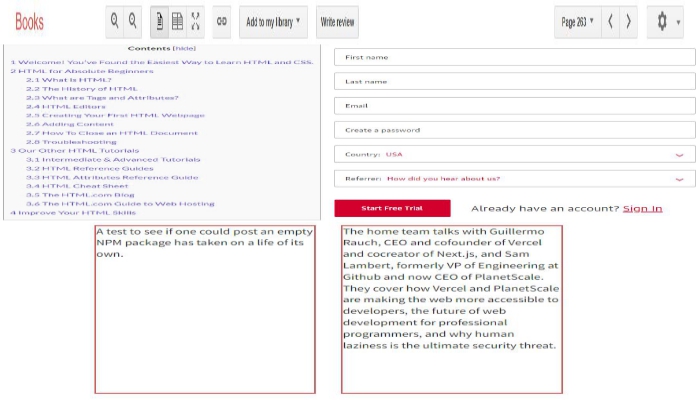 Books
Add to my library
Write review
Page 263
Contents [hide]
1 Welcome! You've Found the Easiest Way to Learn HTML and CSS.
2 HTML for Absolute Beginners
2.1 What is HTML?
2.2 The History of HTML
2.3 What are Tags and Attributes?
2.4 HTML Editors
2.5 Creating Your First HTML Webpage
2.6 Adding Content
2.7 How To Close an HTML Document
2.8 Troubleshooting
3 Our Other HTML Tutorials
3.1 Intermediate & Advanced Tutorials
3.2 HTML Reference Guides
3.3 HTML Attributes Reference Guide
3.4 HTML Cheat Sheet
3.5 The HTML.com Blog
3.6 The HTML.com Guide to Web Hosting
4 Improve Your HTML Skills
First name
Last name
Email
Create a password
Country: USA
Referrer: How did you hear about us?
Start Free Trial
Already have an account? Sign In
A test to see if one could post an empty
NPM package has taken on a life of its
own.
The home team talks with Guillermo
Rauch, CEO and cofounder of Vercel
and cocreator of Next.js, and Sam
Lambert, formerly VP of Engineering at
Github and now CEO of PlanetScale.
They cover how Vercel and PlanetScale
are making the web more accessible to
developers, the future of web
development for professional
programmers, and why human
laziness is the ultimate security threat.